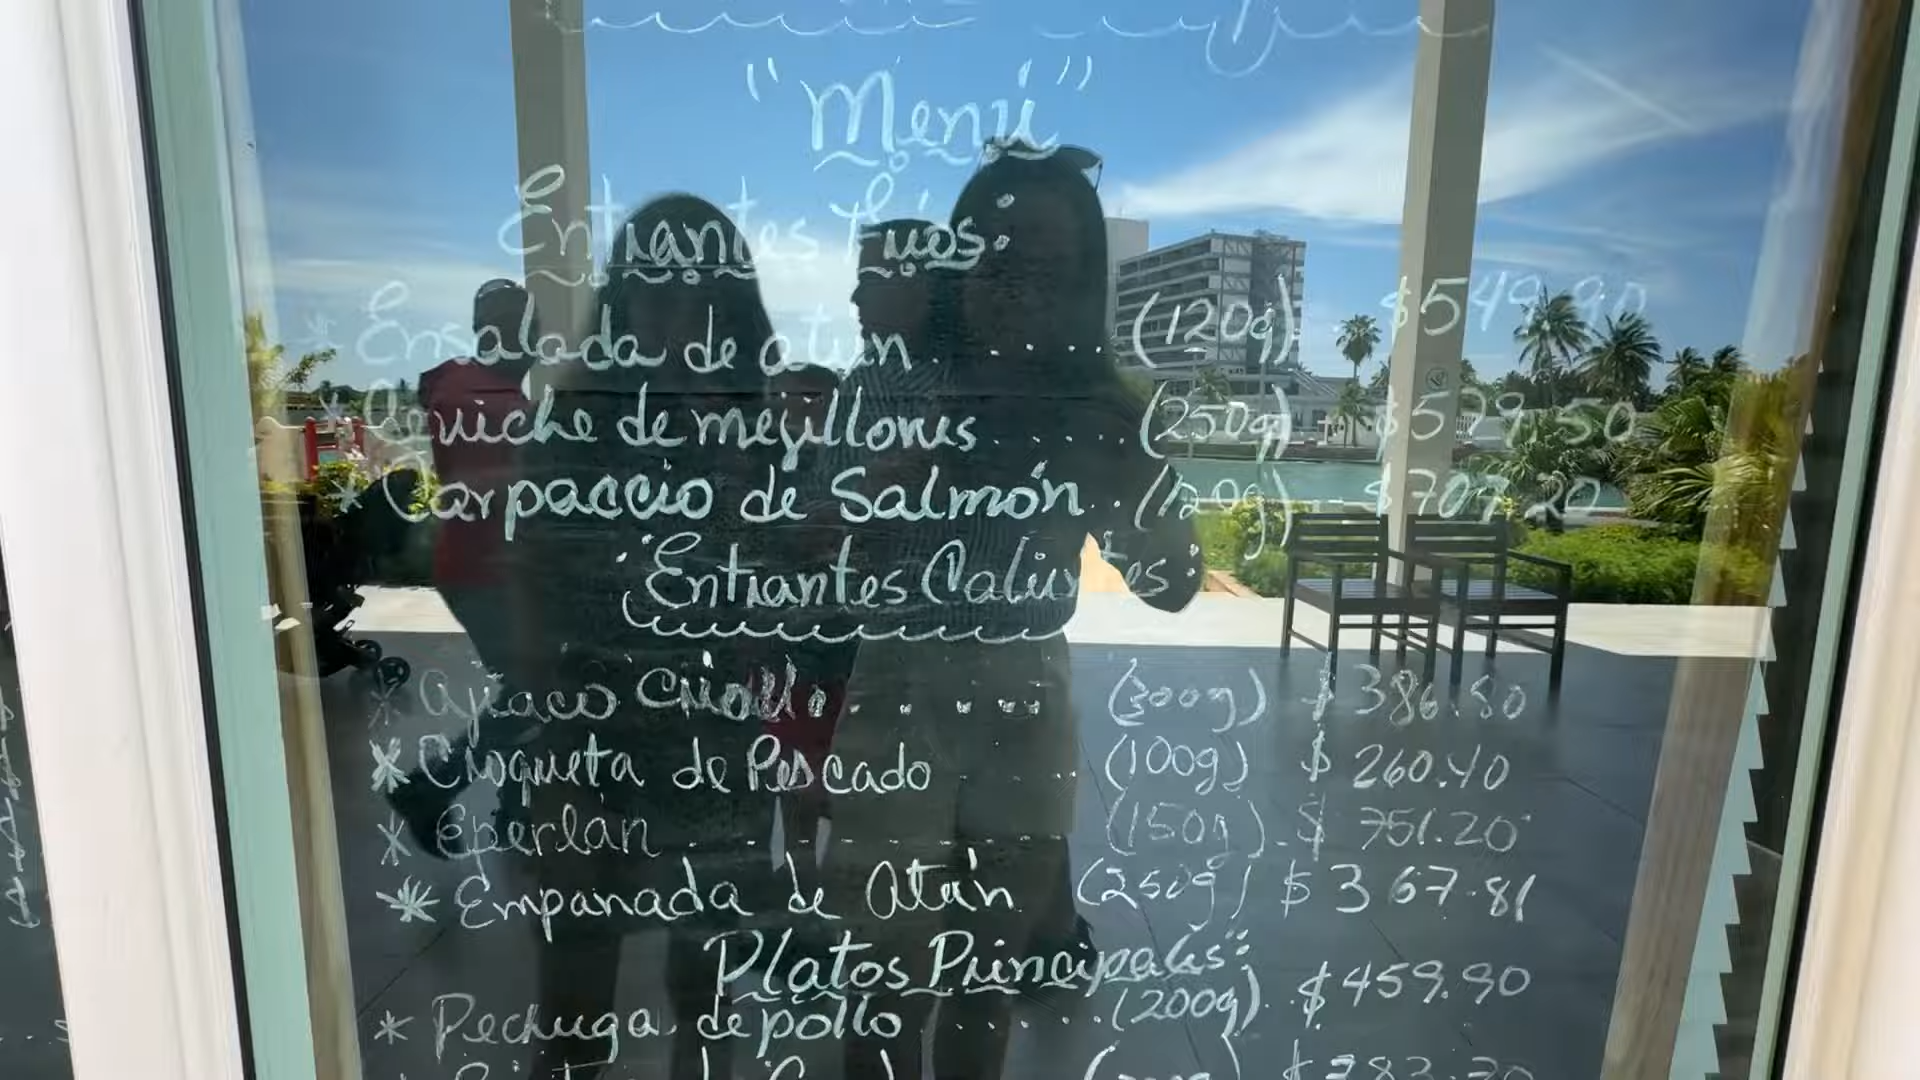 "Menú"
Entrantes Fríos:
* Ensalada de atún ..... (120g) . $549.90
* Ceviche de mejillones ..... (250g) $579.50
* Carpaccio de Salmón .. (120g) -- $707.20
"Entrantes Calientes:
* Ajiaco Criollo . . . ... (300g) $386.80
* Croqueta de Pescado . ... (100g) $260.40
* Eperlán . - - - - - - - (150g) - $751.20
* Empanada de Atún (250g) $367.81
Platos Principales:
* Pechuga de pollo ...... (200g). $459.90